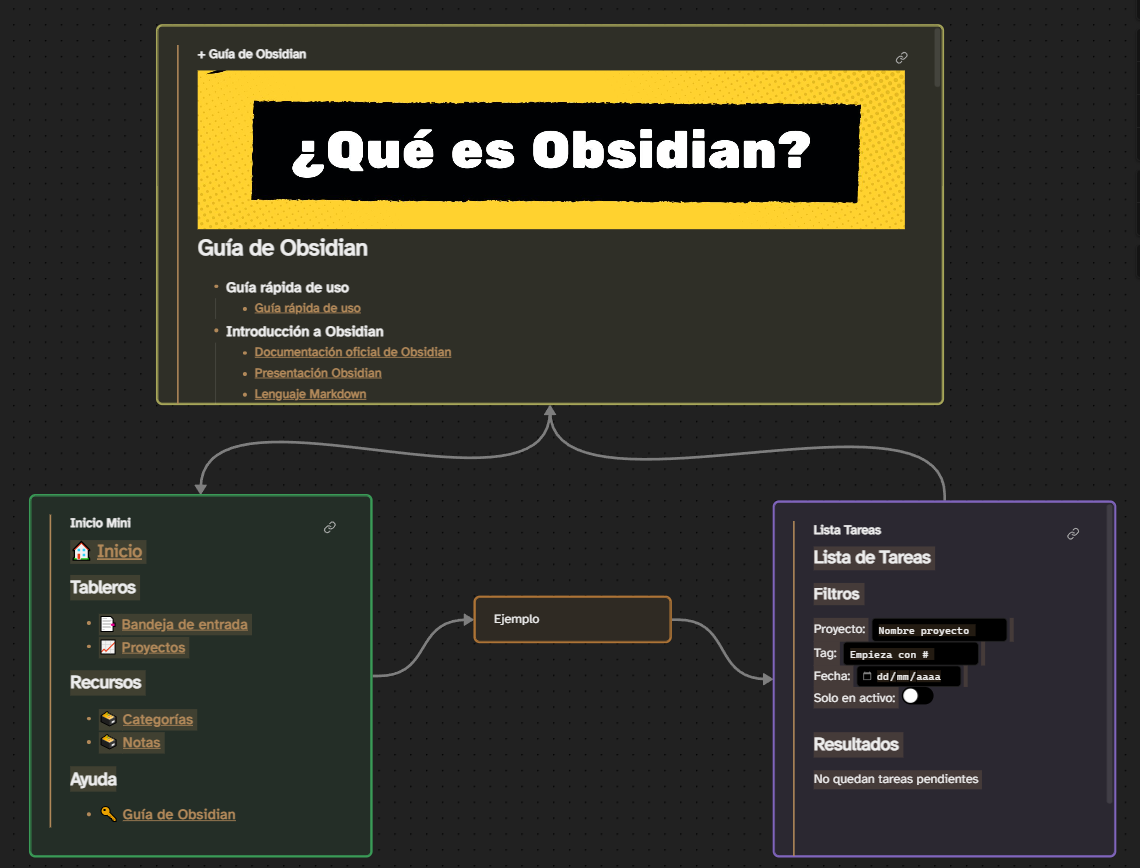 + Guía de Obsidian
¿Qué es Obsidian?
Guía de Obsidian
Guía rápida de uso
Guía rápida de uso
Introducción a Obsidian
Documentación oficial de Obsidian
Presentación Obsidian
Lenguaje Markdown
Inicio Mini
Inicio
Tableros
Bandeja de entrada
Proyectos
Recursos
Categorías
Notas
Ayuda
Guía de Obsidian
Ejemplo
Lista Tareas
Lista de Tareas
Filtros
Proyecto: Nombre proyecto
Tag: Empieza con #
Fecha: dd/mm/aaaa
Solo en activo:
Resultados
No quedan tareas pendientes